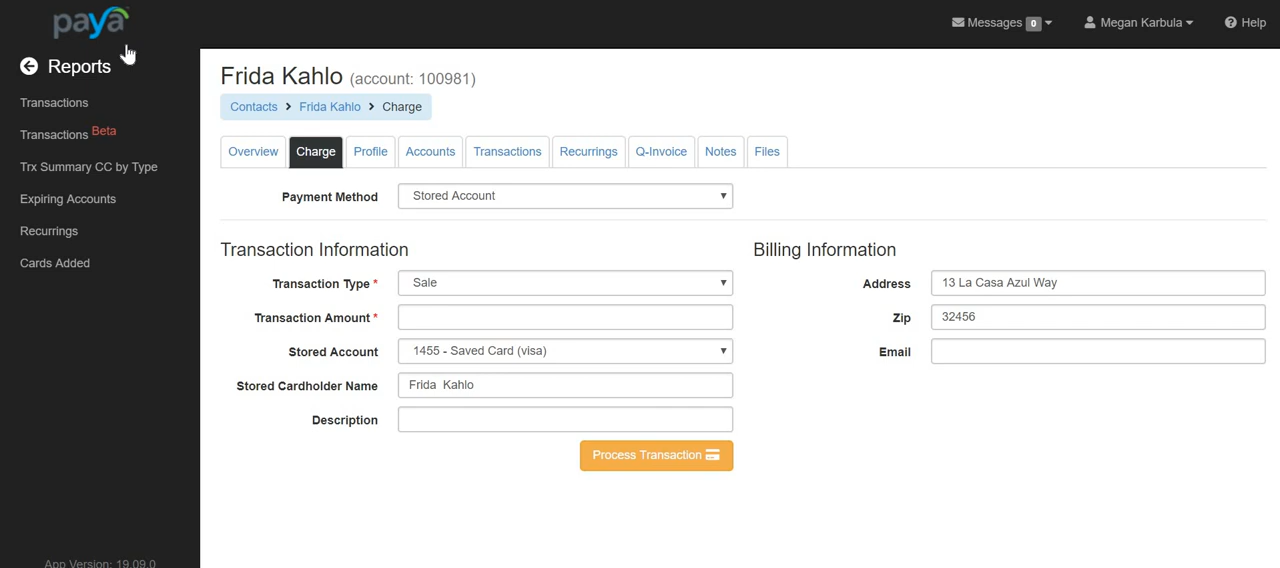 paya
Messages 0
Megan Karbula
Help
Reports
Transactions
Transactions Beta
Trx Summary CC by Type
Expiring Accounts
Recurrings
Cards Added
App Version: 19.09.0
Frida Kahlo (account: 100981)
Contacts > Frida Kahlo > Charge
Overview
Charge
Profile
Accounts
Transactions
Recurrings
Q-Invoice
Notes
Files
Payment Method
Stored Account
Transaction Information
Transaction Type *
Sale
Transaction Amount *
Stored Account
1455 - Saved Card (visa)
Stored Cardholder Name
Frida Kahlo
Description
Process Transaction
Billing Information
Address
13 La Casa Azul Way
Zip
32456
Email